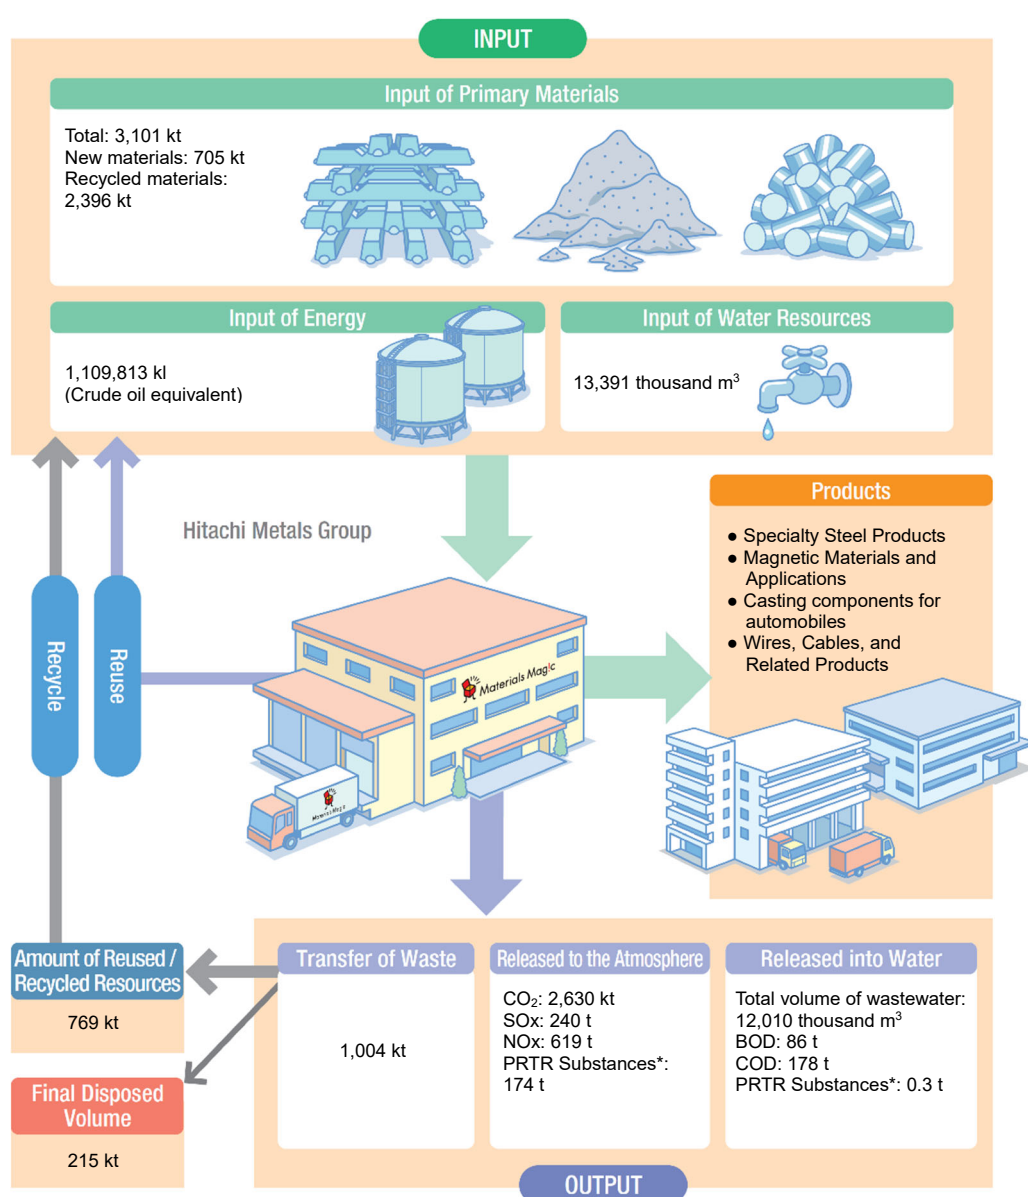 INPUT
Input of Primary Materials
Total: 3,101 kt
New materials: 705 kt
Recycled materials:
2,396 kt
Input of Energy
1,109,813 kl
(Crude oil equivalent)
Input of Water Resources
13,391 thousand m³
Hitachi Metals Group
Recycle
Reuse
Materials Mag!c
Materials Mag!c
Products
● Specialty Steel Products
● Magnetic Materials and
Applications
● Casting components for
automobiles
● Wires, Cables, and
Related Products
Amount of Reused /
Recycled Resources
769 kt
Final Disposed
Volume
215 kt
Transfer of Waste
1,004 kt
Released to the Atmosphere
CO₂: 2,630 kt
SOx: 240 t
NOx: 619 t
PRTR Substances*:
174 t
Released into Water
Total volume of wastewater:
12,010 thousand m³
BOD: 86 t
COD: 178 t
PRTR Substances*: 0.3 t
OUTPUT